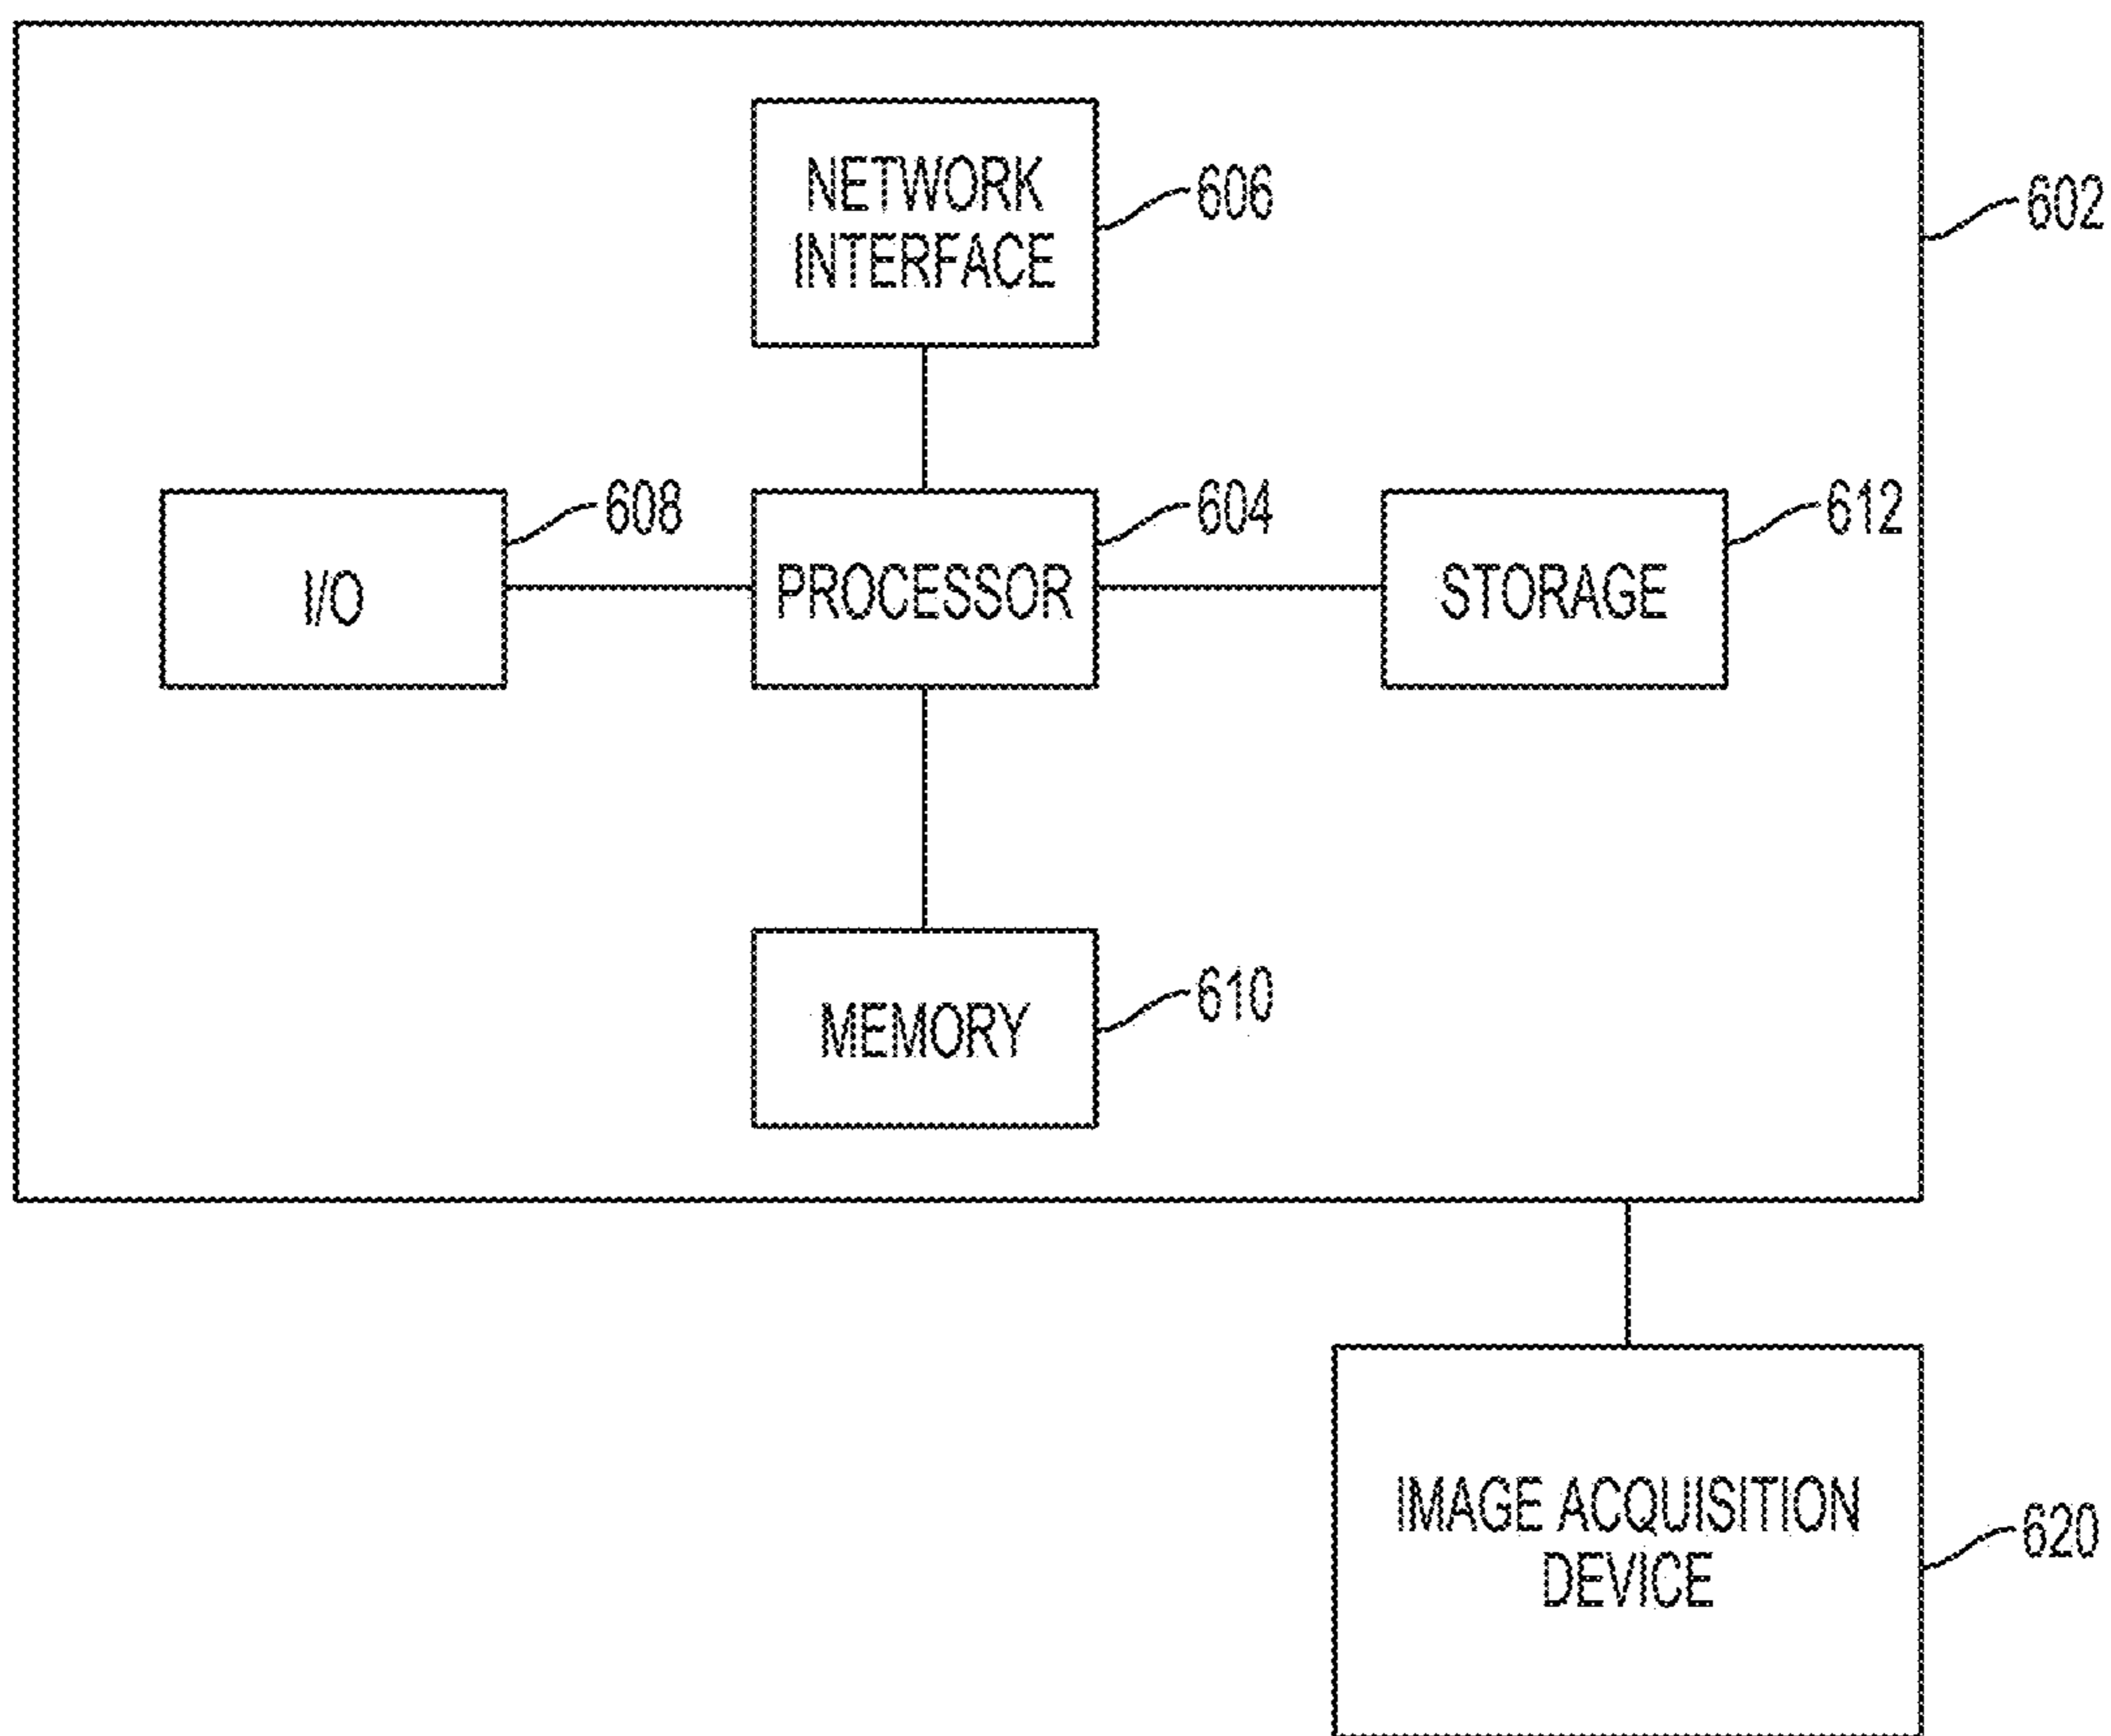 NETWORK
INTERFACE
606
602
I/O
608
PROCESSOR
604
STORAGE
612
MEMORY
610
IMAGE ACQUISITION
DEVICE
620